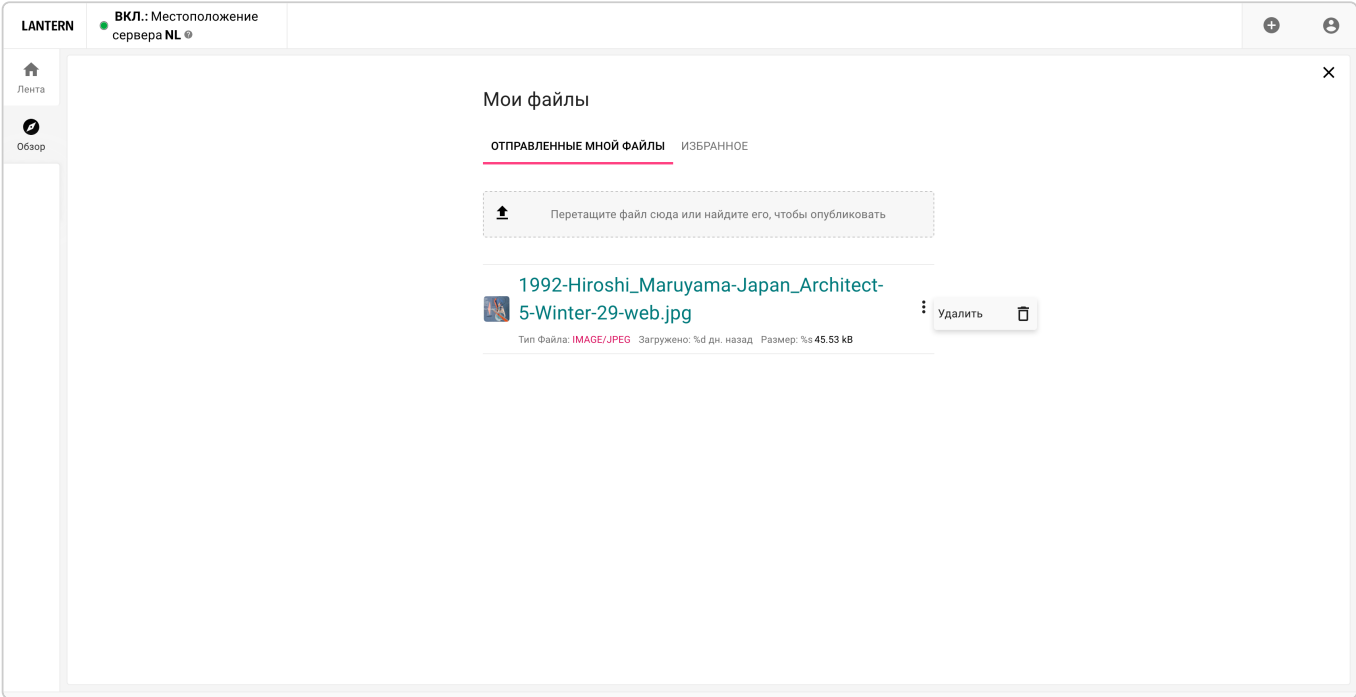 LANTERN
ВКЛ.: Местоположение
сервера NL
Лента
Обзор
Мои файлы
ОТПРАВЛЕННЫЕ МНОЙ ФАЙЛЫ ИЗБРАННОЕ
Перетащите файл сюда или найдите его, чтобы опубликовать
1992-Hiroshi_Maruyama-Japan_Architect-
5-Winter-29-web.jpg
Удалить
Тип Файла: IMAGE/JPEG Загружено: %d дн. назад Размер: %s 45.53 kB